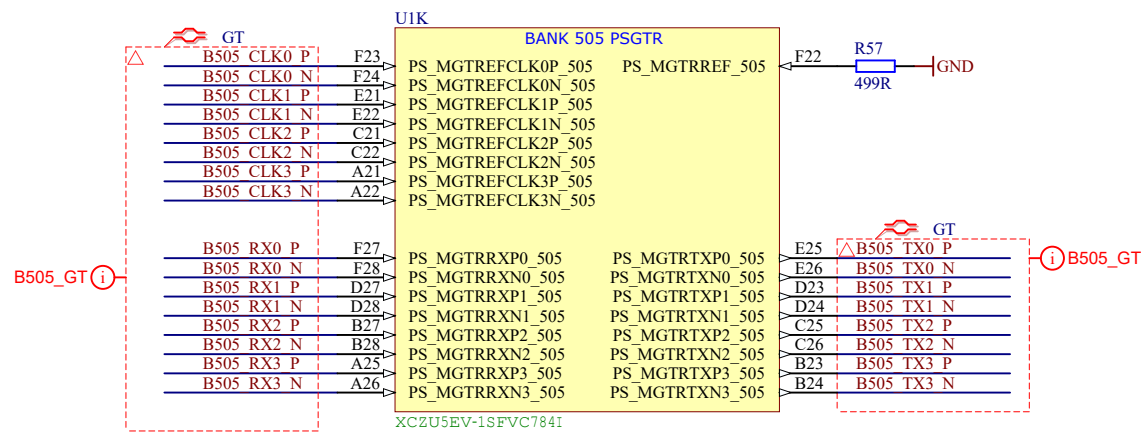 U1K
BANK 505 PSGTR
GT
B505_CLK0_P F23 PS_MGTREFCLK0P_505 PS_MGTRREF_505 F22 R57 499R GND
B505_CLK0_N F24 PS_MGTREFCLK0N_505
B505_CLK1_P E21 PS_MGTREFCLK1P_505
B505_CLK1_N E22 PS_MGTREFCLK1N_505
B505_CLK2_P C21 PS_MGTREFCLK2P_505
B505_CLK2_N C22 PS_MGTREFCLK2N_505
B505_CLK3_P A21 PS_MGTREFCLK3P_505
B505_CLK3_N A22 PS_MGTREFCLK3N_505
GT
B505_RX0_P F27 PS_MGTRRXP0_505 PS_MGTRTXP0_505 E25 B505_TX0_P
B505_RX0_N F28 PS_MGTRRXN0_505 PS_MGTRTXN0_505 E26 B505_TX0_N
B505_GT i i B505_GT
B505_RX1_P D27 PS_MGTRRXP1_505 PS_MGTRTXP1_505 D23 B505_TX1_P
B505_RX1_N D28 PS_MGTRRXN1_505 PS_MGTRTXN1_505 D24 B505_TX1_N
B505_RX2_P B27 PS_MGTRRXP2_505 PS_MGTRTXP2_505 C25 B505_TX2_P
B505_RX2_N B28 PS_MGTRRXN2_505 PS_MGTRTXN2_505 C26 B505_TX2_N
B505_RX3_P A25 PS_MGTRRXP3_505 PS_MGTRTXP3_505 B23 B505_TX3_P
B505_RX3_N A26 PS_MGTRRXN3_505 PS_MGTRTXN3_505 B24 B505_TX3_N
XCZU5EV-1SFVC784I